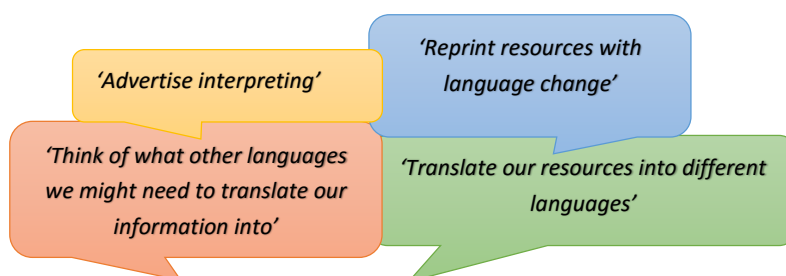 ‘Advertise interpreting’
‘Reprint resources with
language change’
‘Think of what other languages
we might need to translate our
information into’
‘Translate our resources into different
languages’